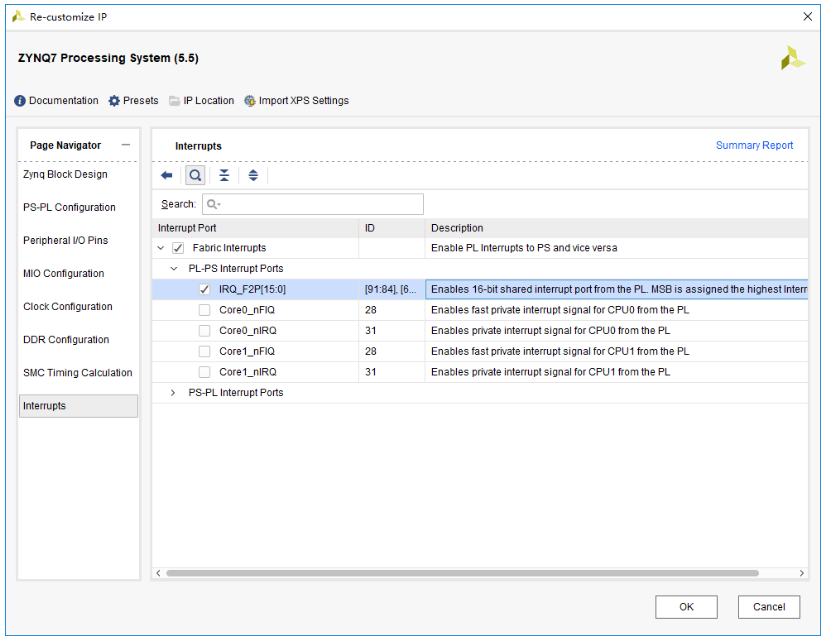 Re-customize IP
ZYNQ7 Processing System (5.5)
Documentation Presets IP Location Import XPS Settings
Page Navigator
Zynq Block Design
PS-PL Configuration
Peripheral I/O Pins
MIO Configuration
Clock Configuration
DDR Configuration
SMC Timing Calculation
Interrupts
Interrupts Summary Report
Search:
Interrupt Port ID Description
Fabric Interrupts Enable PL Interrupts to PS and vice versa
PL-PS Interrupt Ports
IRQ_F2P[15:0] [91:84], [6... Enables 16-bit shared interrupt port from the PL. MSB is assigned the highest Interr
Core0_nFIQ 28 Enables fast private interrupt signal for CPU0 from the PL
Core0_nIRQ 31 Enables private interrupt signal for CPU0 from the PL
Core1_nFIQ 28 Enables fast private interrupt signal for CPU1 from the PL
Core1_nIRQ 31 Enables private interrupt signal for CPU1 from the PL
PS-PL Interrupt Ports
OK Cancel